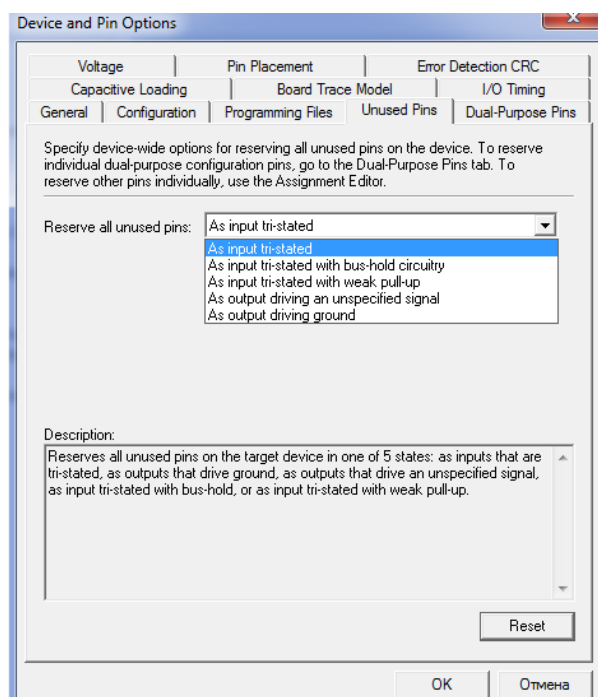 Device and Pin Options
X
Voltage
Pin Placement
Error Detection CRC
Capacitive Loading
Board Trace Model
I/O Timing
General
Configuration
Programming Files
Unused Pins
Dual-Purpose Pins
Specify device-wide options for reserving all unused pins on the device. To reserve
individual dual-purpose configuration pins, go to the Dual-Purpose Pins tab. To
reserve other pins individually, use the Assignment Editor.
Reserve all unused pins:
As input tri-stated
As input tri-stated
As input tri-stated with bus-hold circuitry
As input tri-stated with weak pull-up
As output driving an unspecified signal
As output driving ground
Description:
Reserves all unused pins on the target device in one of 5 states: as inputs that are
tri-stated, as outputs that drive ground, as outputs that drive an unspecified signal,
as input tri-stated with bus-hold, or as input tri-stated with weak pull-up.
Reset
OK
Отмена